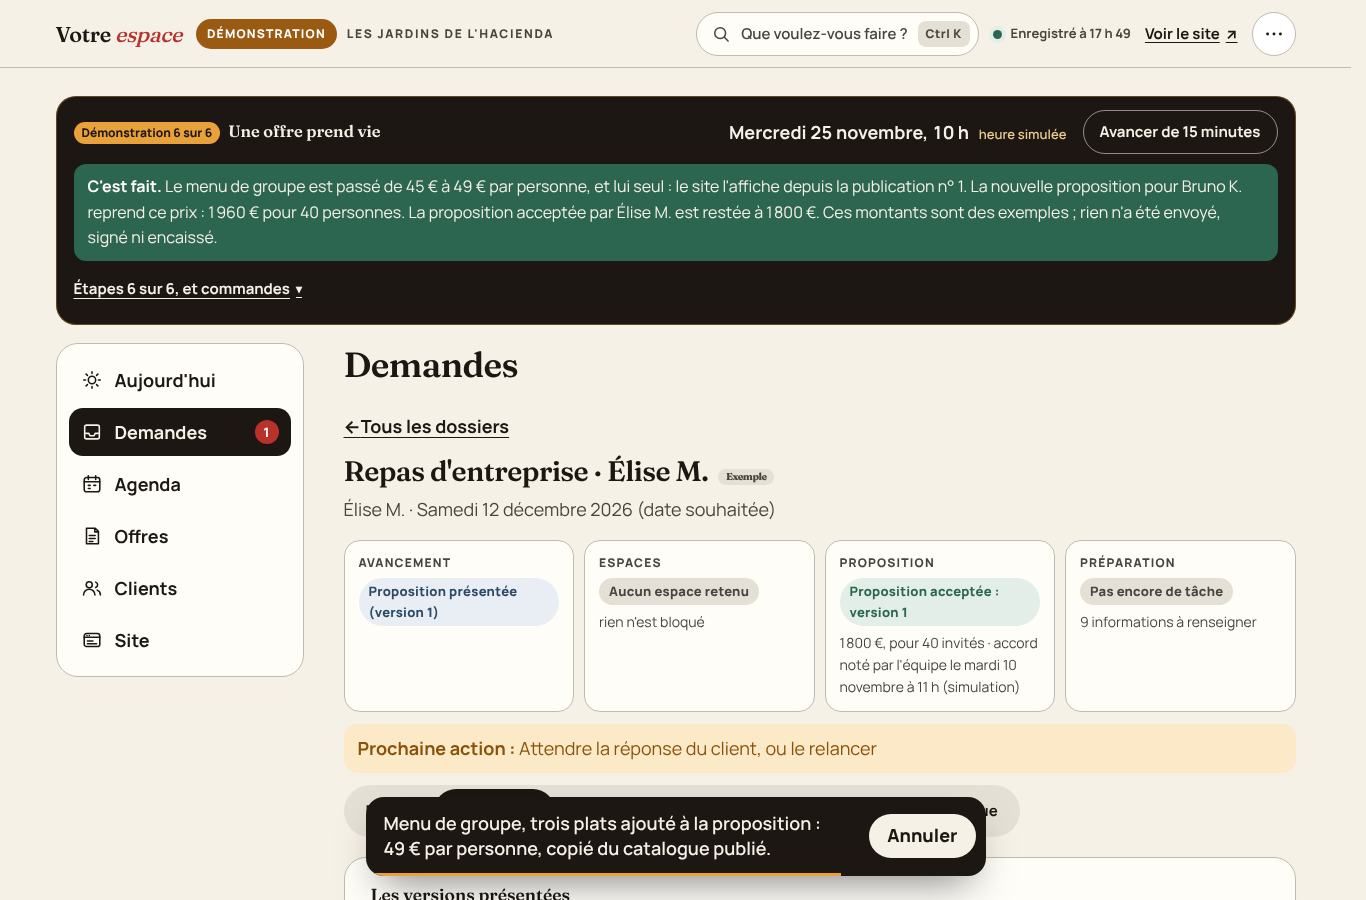 Votre espace DÉMONSTRATION LES JARDINS DE L'HACIENDA Que voulez-vous faire ? Ctrl K Enregistré à 17 h 49 Voir le site ↗ ···
Démonstration 6 sur 6 Une offre prend vie Mercredi 25 novembre, 10 h heure simulée Avancer de 15 minutes
C'est fait. Le menu de groupe est passé de 45 € à 49 € par personne, et lui seul : le site l'affiche depuis la publication n° 1. La nouvelle proposition pour Bruno K.
reprend ce prix : 1 960 € pour 40 personnes. La proposition acceptée par Élise M. est restée à 1 800 €. Ces montants sont des exemples ; rien n'a été envoyé,
signé ni encaissé.
Étapes 6 sur 6, et commandes ▾
Aujourd'hui
Demandes 1
Agenda
Offres
Clients
Site
Demandes
←Tous les dossiers
Repas d'entreprise · Élise M. Exemple
Élise M. · Samedi 12 décembre 2026 (date souhaitée)
AVANCEMENT
Proposition présentée
(version 1)
ESPACES
Aucun espace retenu
rien n'est bloqué
PROPOSITION
Proposition acceptée :
version 1
1 800 €, pour 40 invités · accord
noté par l'équipe le mardi 10
novembre à 11 h (simulation)
PRÉPARATION
Pas encore de tâche
9 informations à renseigner
Prochaine action : Attendre la réponse du client, ou le relancer
Menu de groupe, trois plats ajouté à la proposition :
49 € par personne, copié du catalogue publié.
Annuler
Les versions présentées